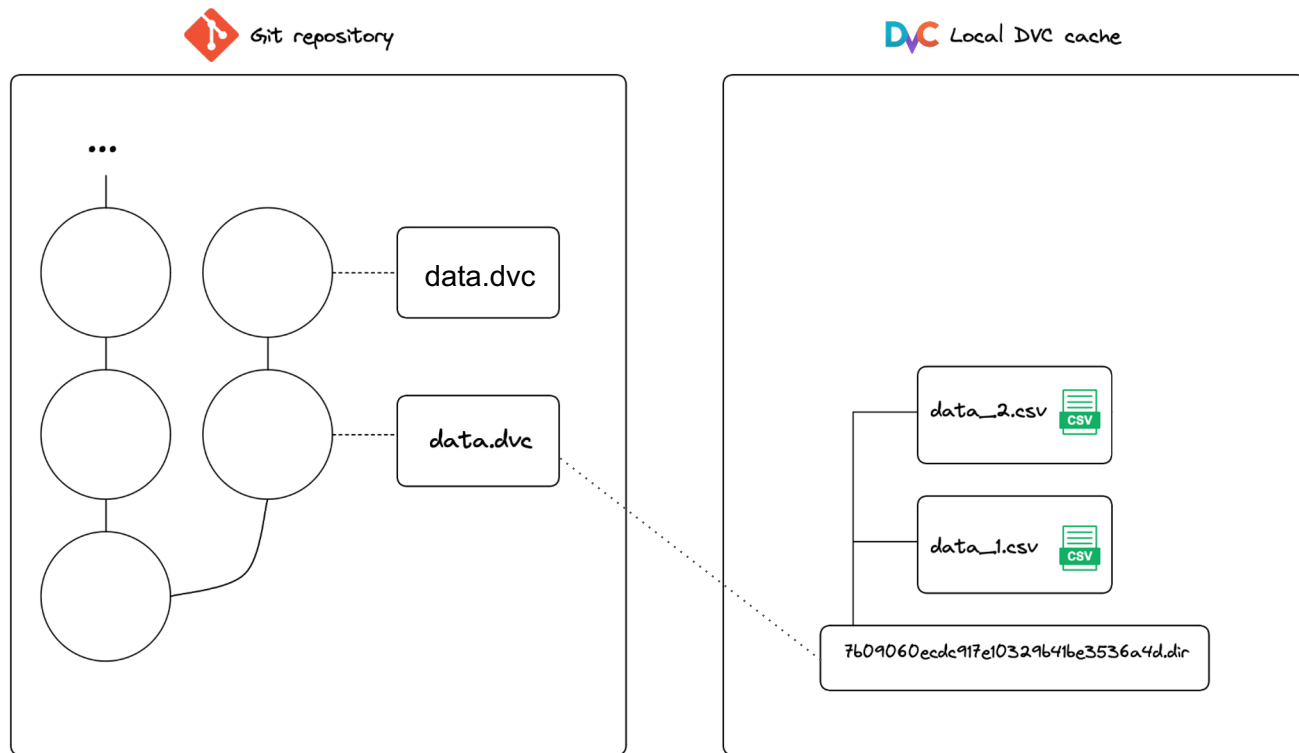 Git repository
DVC Local DVC cache
...
data.dvc
data.dvc
data_2.csv
CSV
data_1.csv
CSV
7b09060ecdc917e10329b41be3536a4d.dir